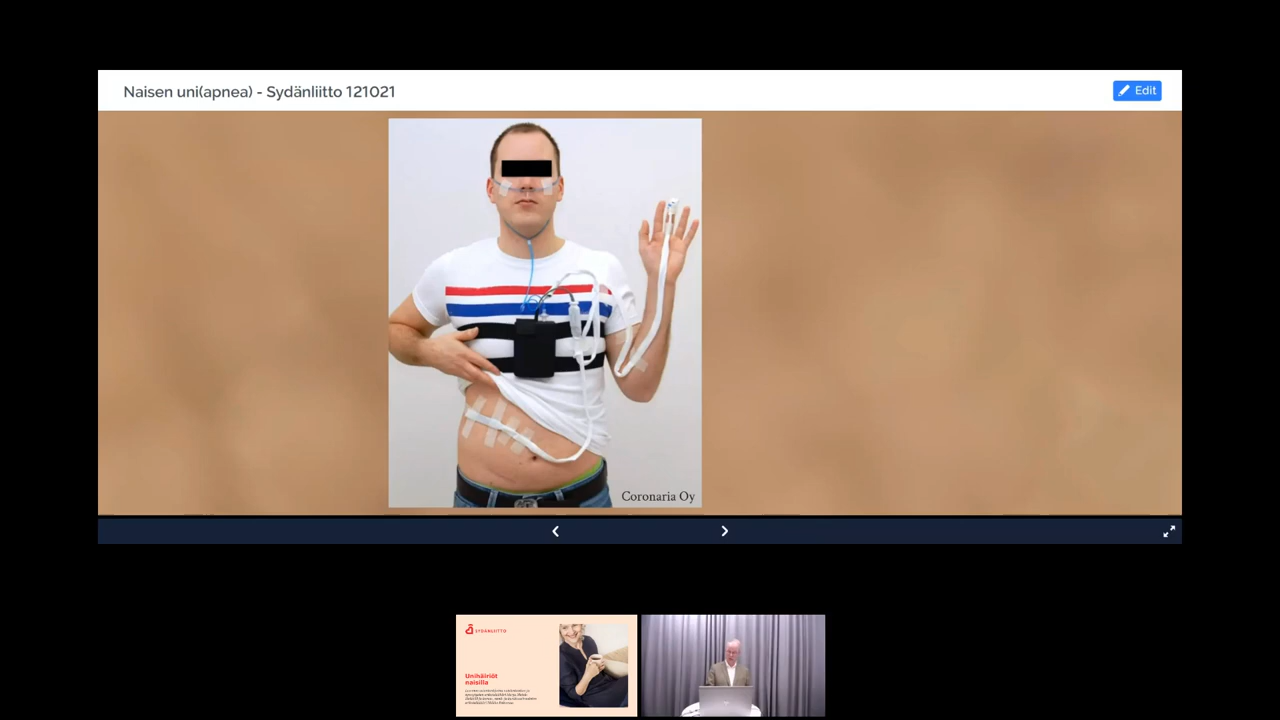 Naisen uni(apnea) - Sydänliitto 121021
Edit
Coronaria Oy
SYDÄNLIITTO
Unihäiriöt
naisilla